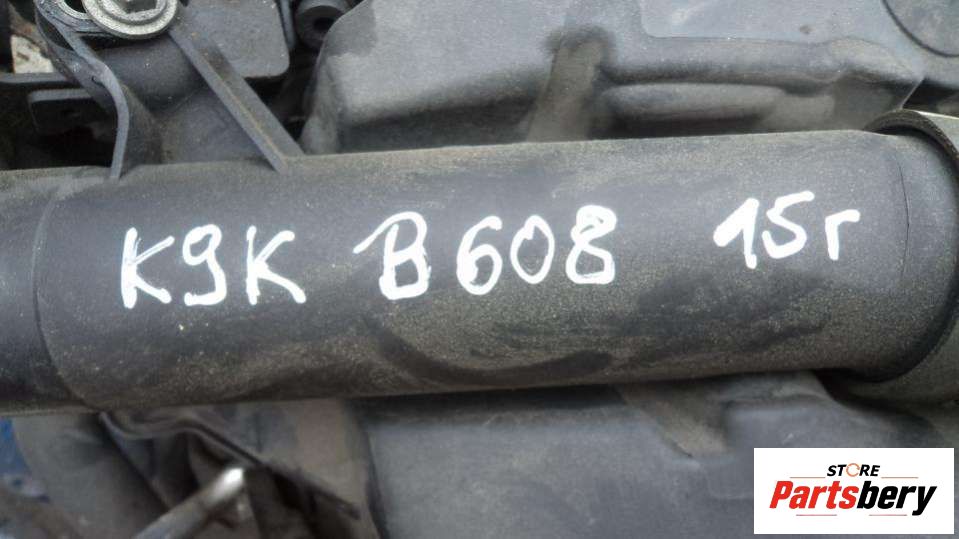 K9K B608 15г
STORE
Partsbery